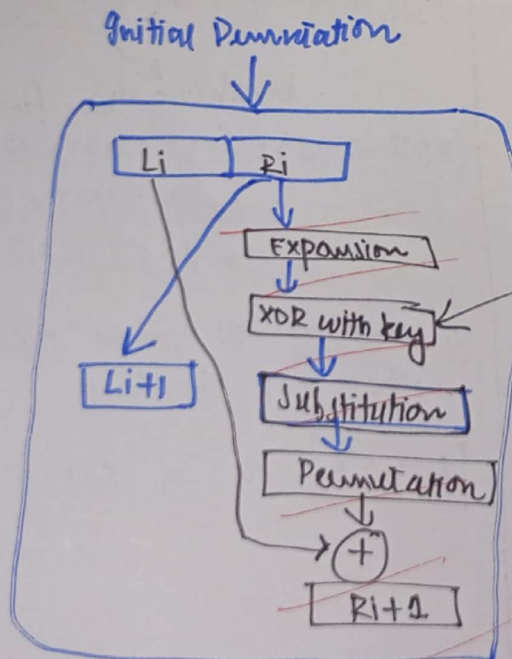 Initial Permutation
Li Ri
Expansion
XOR with key
Li+1
Substitution
Permutation
+
Ri+1